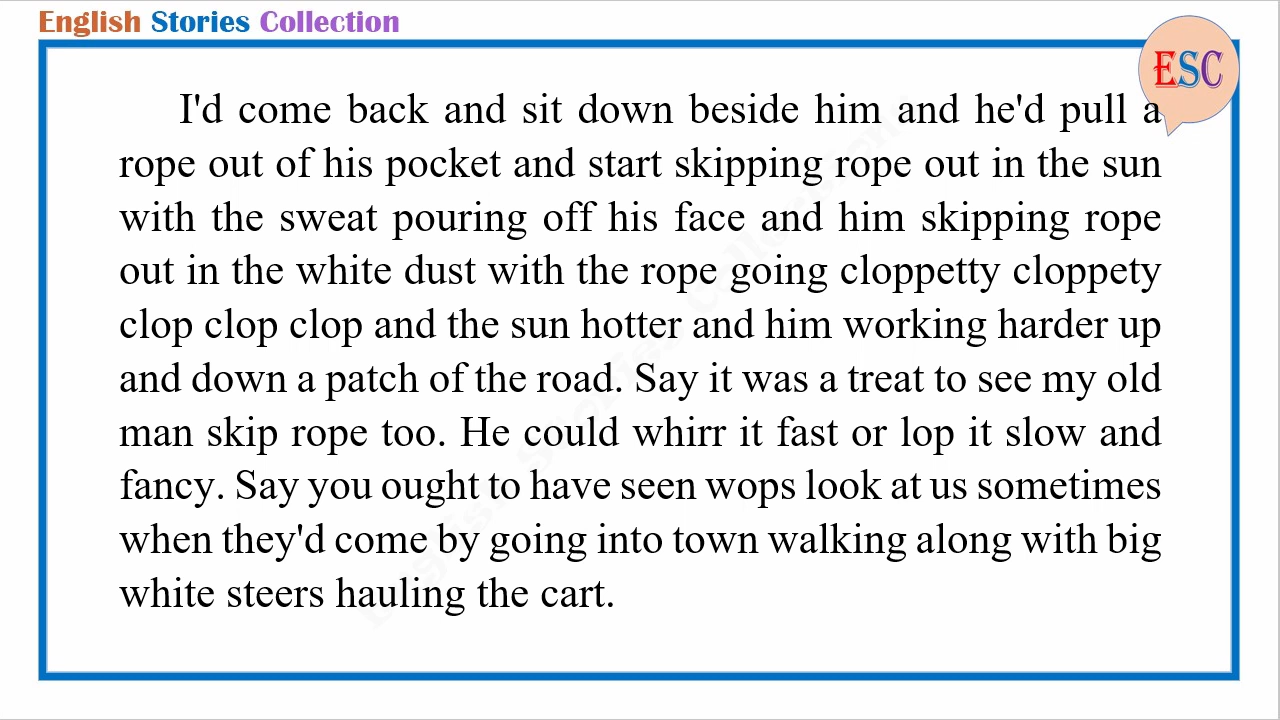 English Stories Collection
ESC
I'd come back and sit down beside him and he'd pull a
rope out of his pocket and start skipping rope out in the sun
with the sweat pouring off his face and him skipping rope
out in the white dust with the rope going cloppetty cloppety
clop clop clop and the sun hotter and him working harder up
and down a patch of the road. Say it was a treat to see my old
man skip rope too. He could whirr it fast or lop it slow and
fancy. Say you ought to have seen wops look at us sometimes
when they'd come by going into town walking along with big
white steers hauling the cart.
English Stories Collection